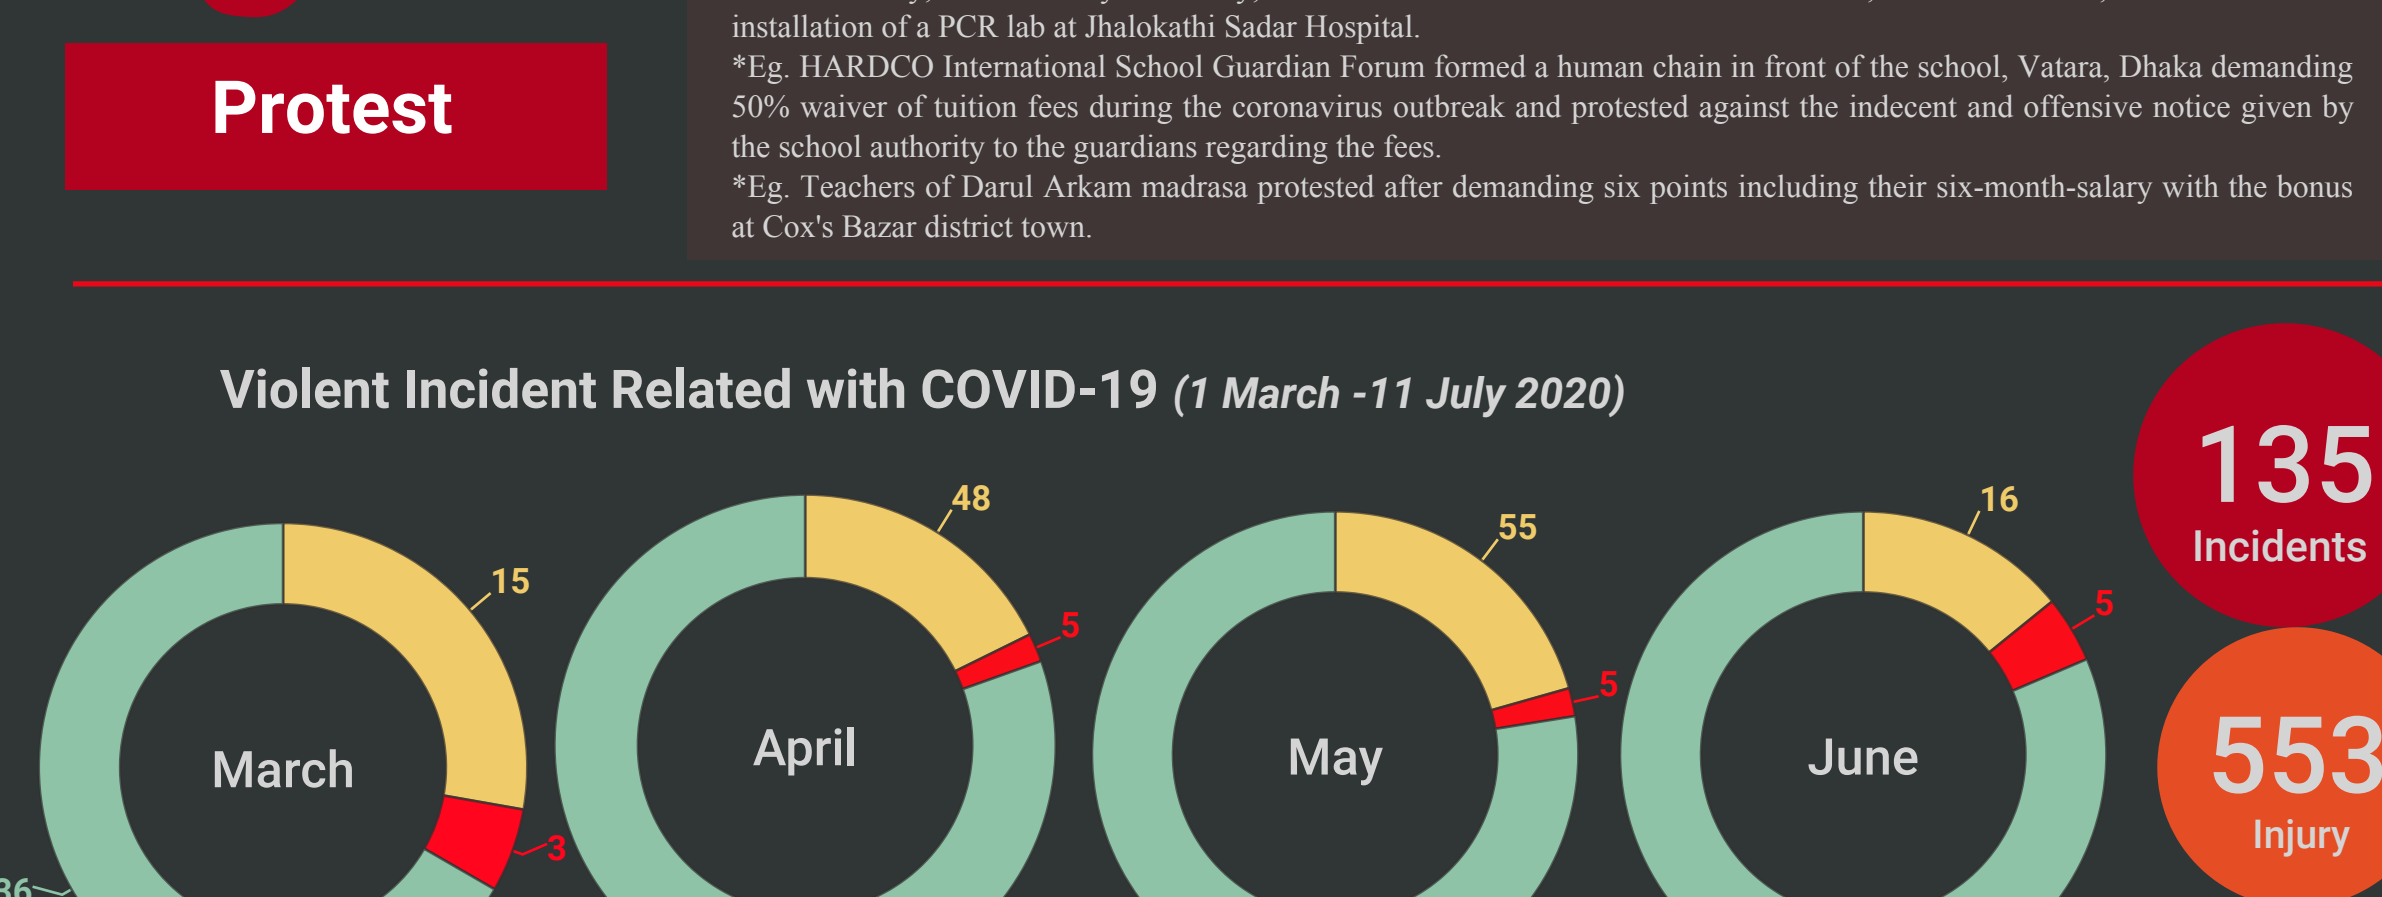 installation of a PCR lab at Jhalokathi Sadar Hospital.
Protest
*Eg. HARDCO International School Guardian Forum formed a human chain in front of the school, Vatara, Dhaka demanding
50% waiver of tuition fees during the coronavirus outbreak and protested against the indecent and offensive notice given by
the school authority to the guardians regarding the fees.
*Eg. Teachers of Darul Arkam madrasa protested after demanding six points including their six-month-salary with the bonus
at Cox's Bazar district town.
Violent Incident Related with COVID-19 (1 March -11 July 2020)
135
Incidents
48
16
55
15
5
5
5
553
Injury
March
April
May
June
3